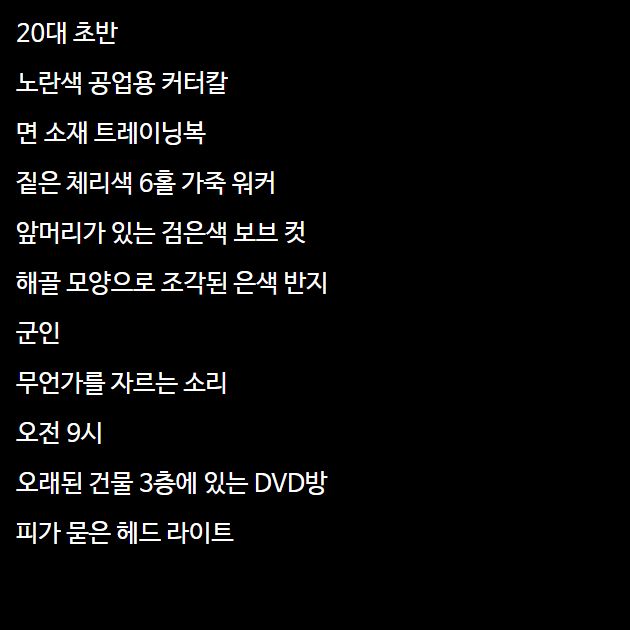 20대 초반
노란색 공업용 커터칼
면 소재 트레이닝복
짙은 체리색 6홀 가죽 워커
앞머리가 있는 검은색 보브 컷
해골 모양으로 조각된 은색 반지
군인
무언가를 자르는 소리
오전 9시
오래된 건물 3층에 있는 DVD방
피가 묻은 헤드 라이트